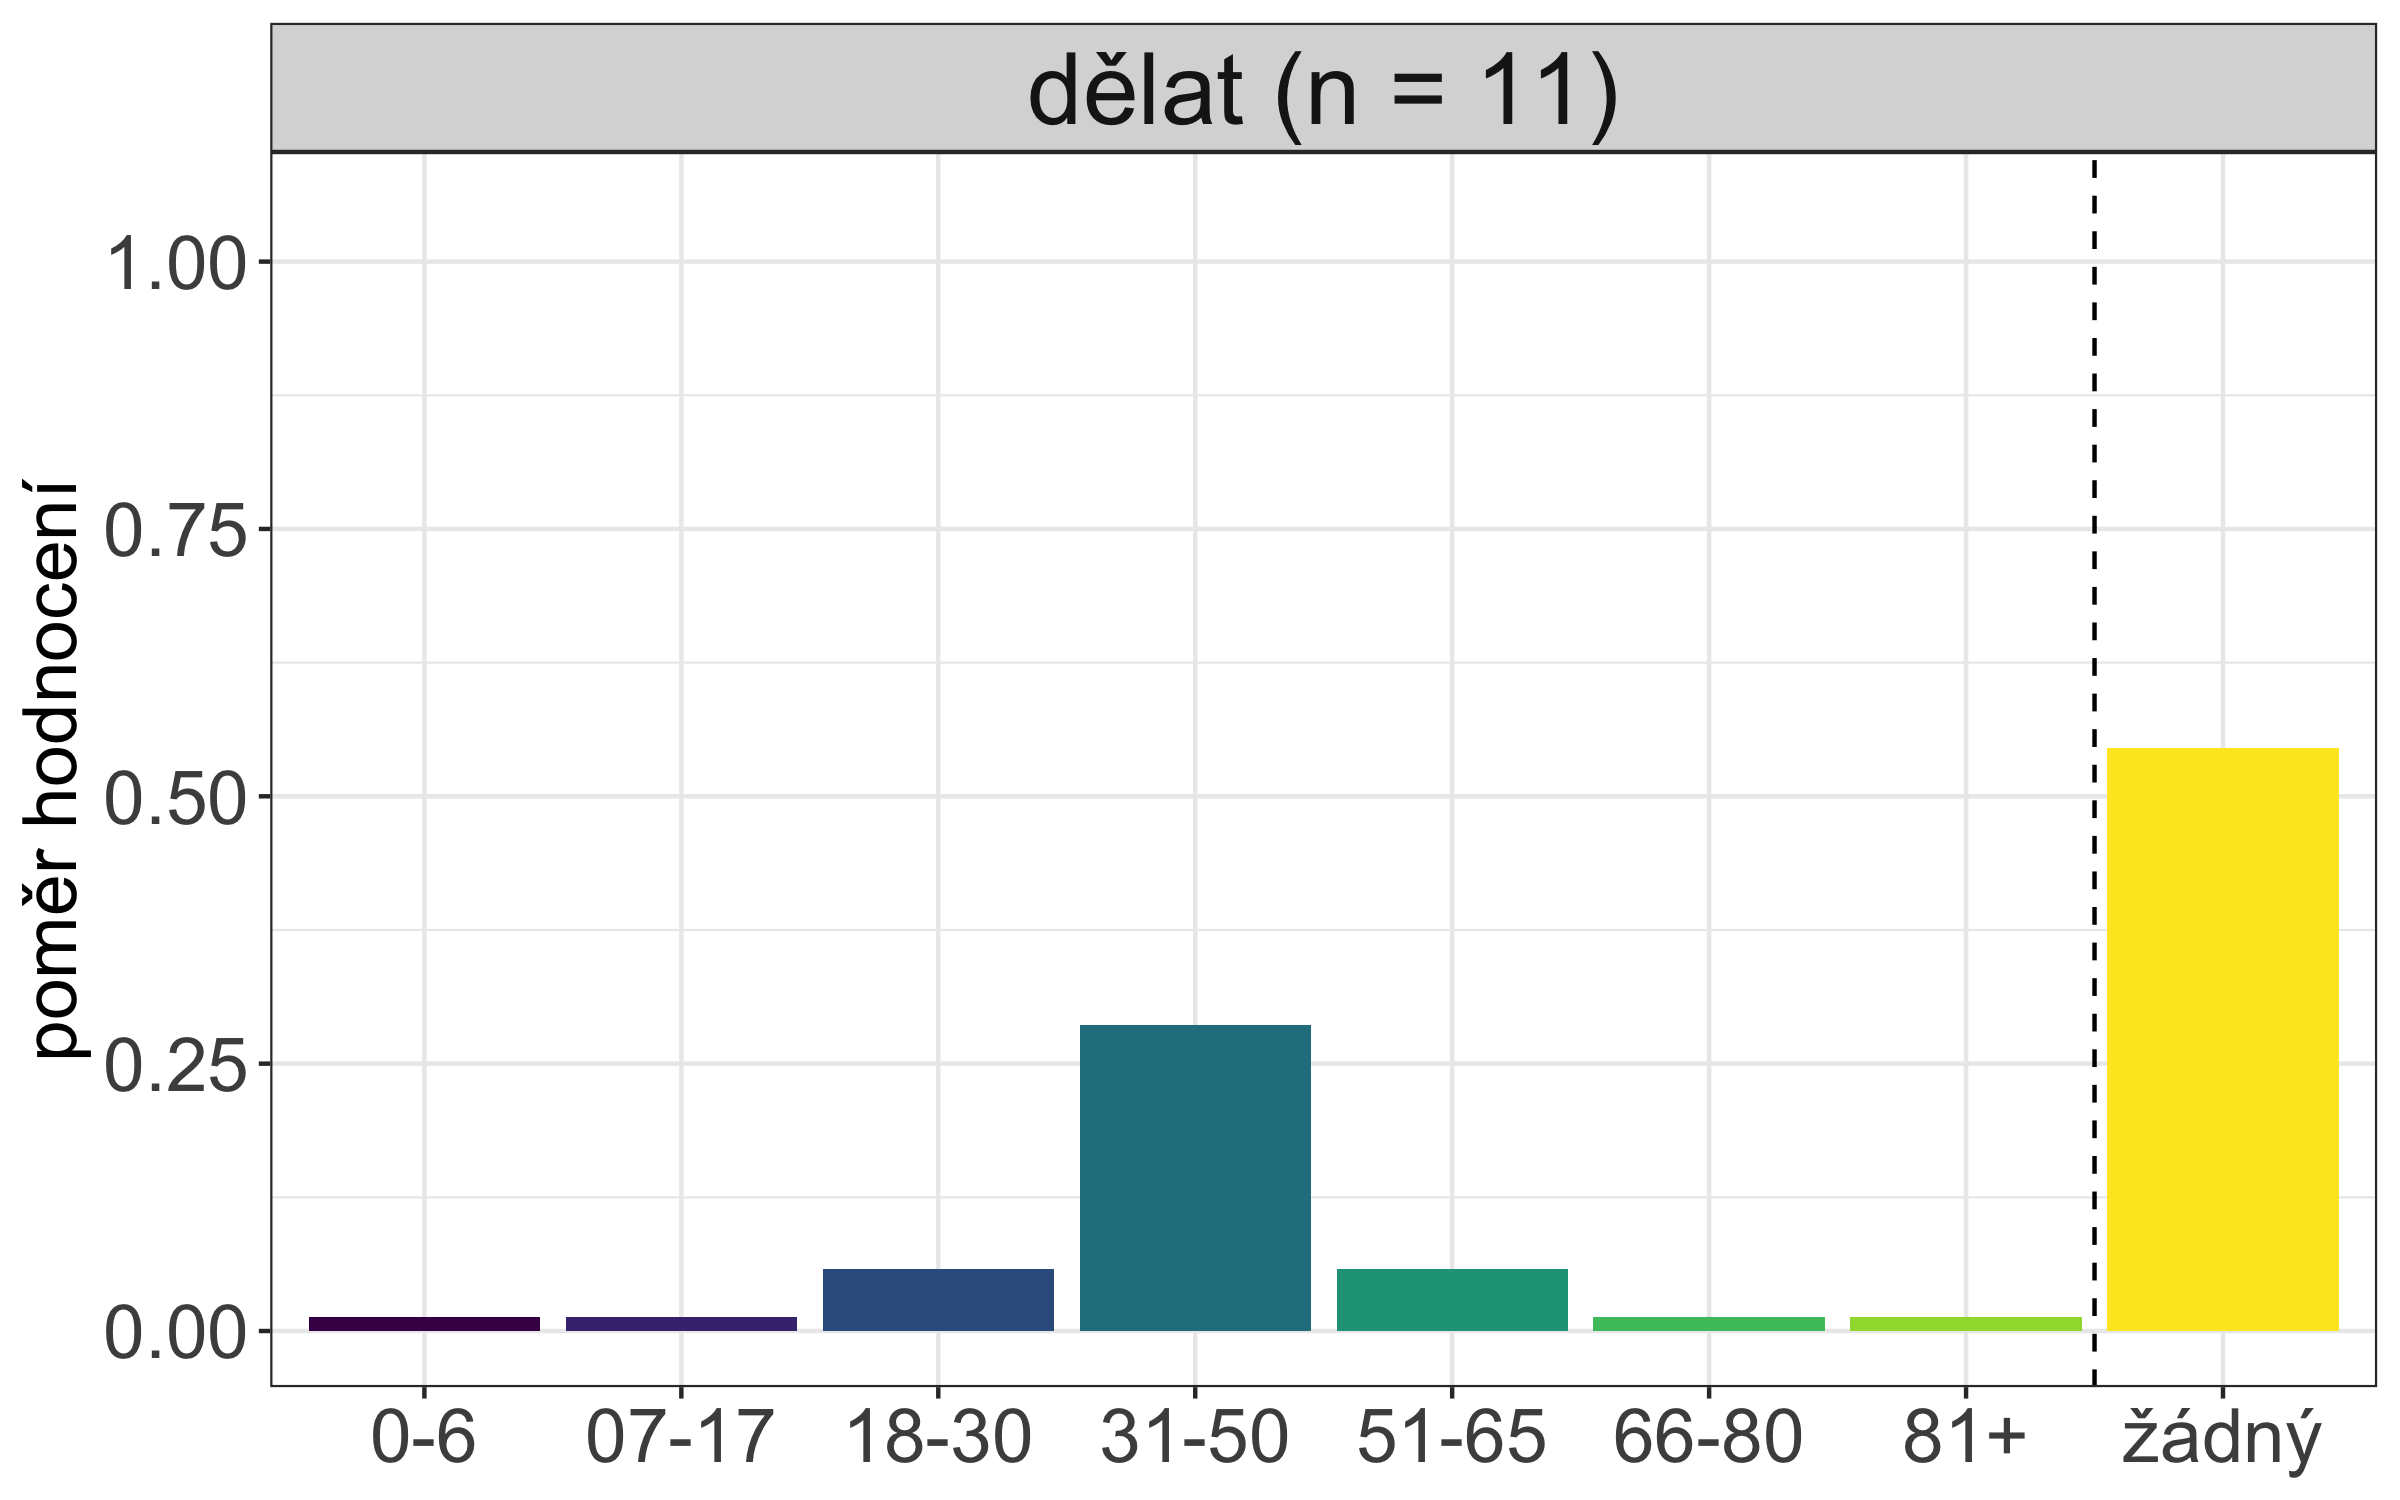 dělat (n = 11)
poměr hodnocení
1.00
0.75
0.50
0.25
0.00
0-6 07-17 18-30 31-50 51-65 66-80 81+ žádný